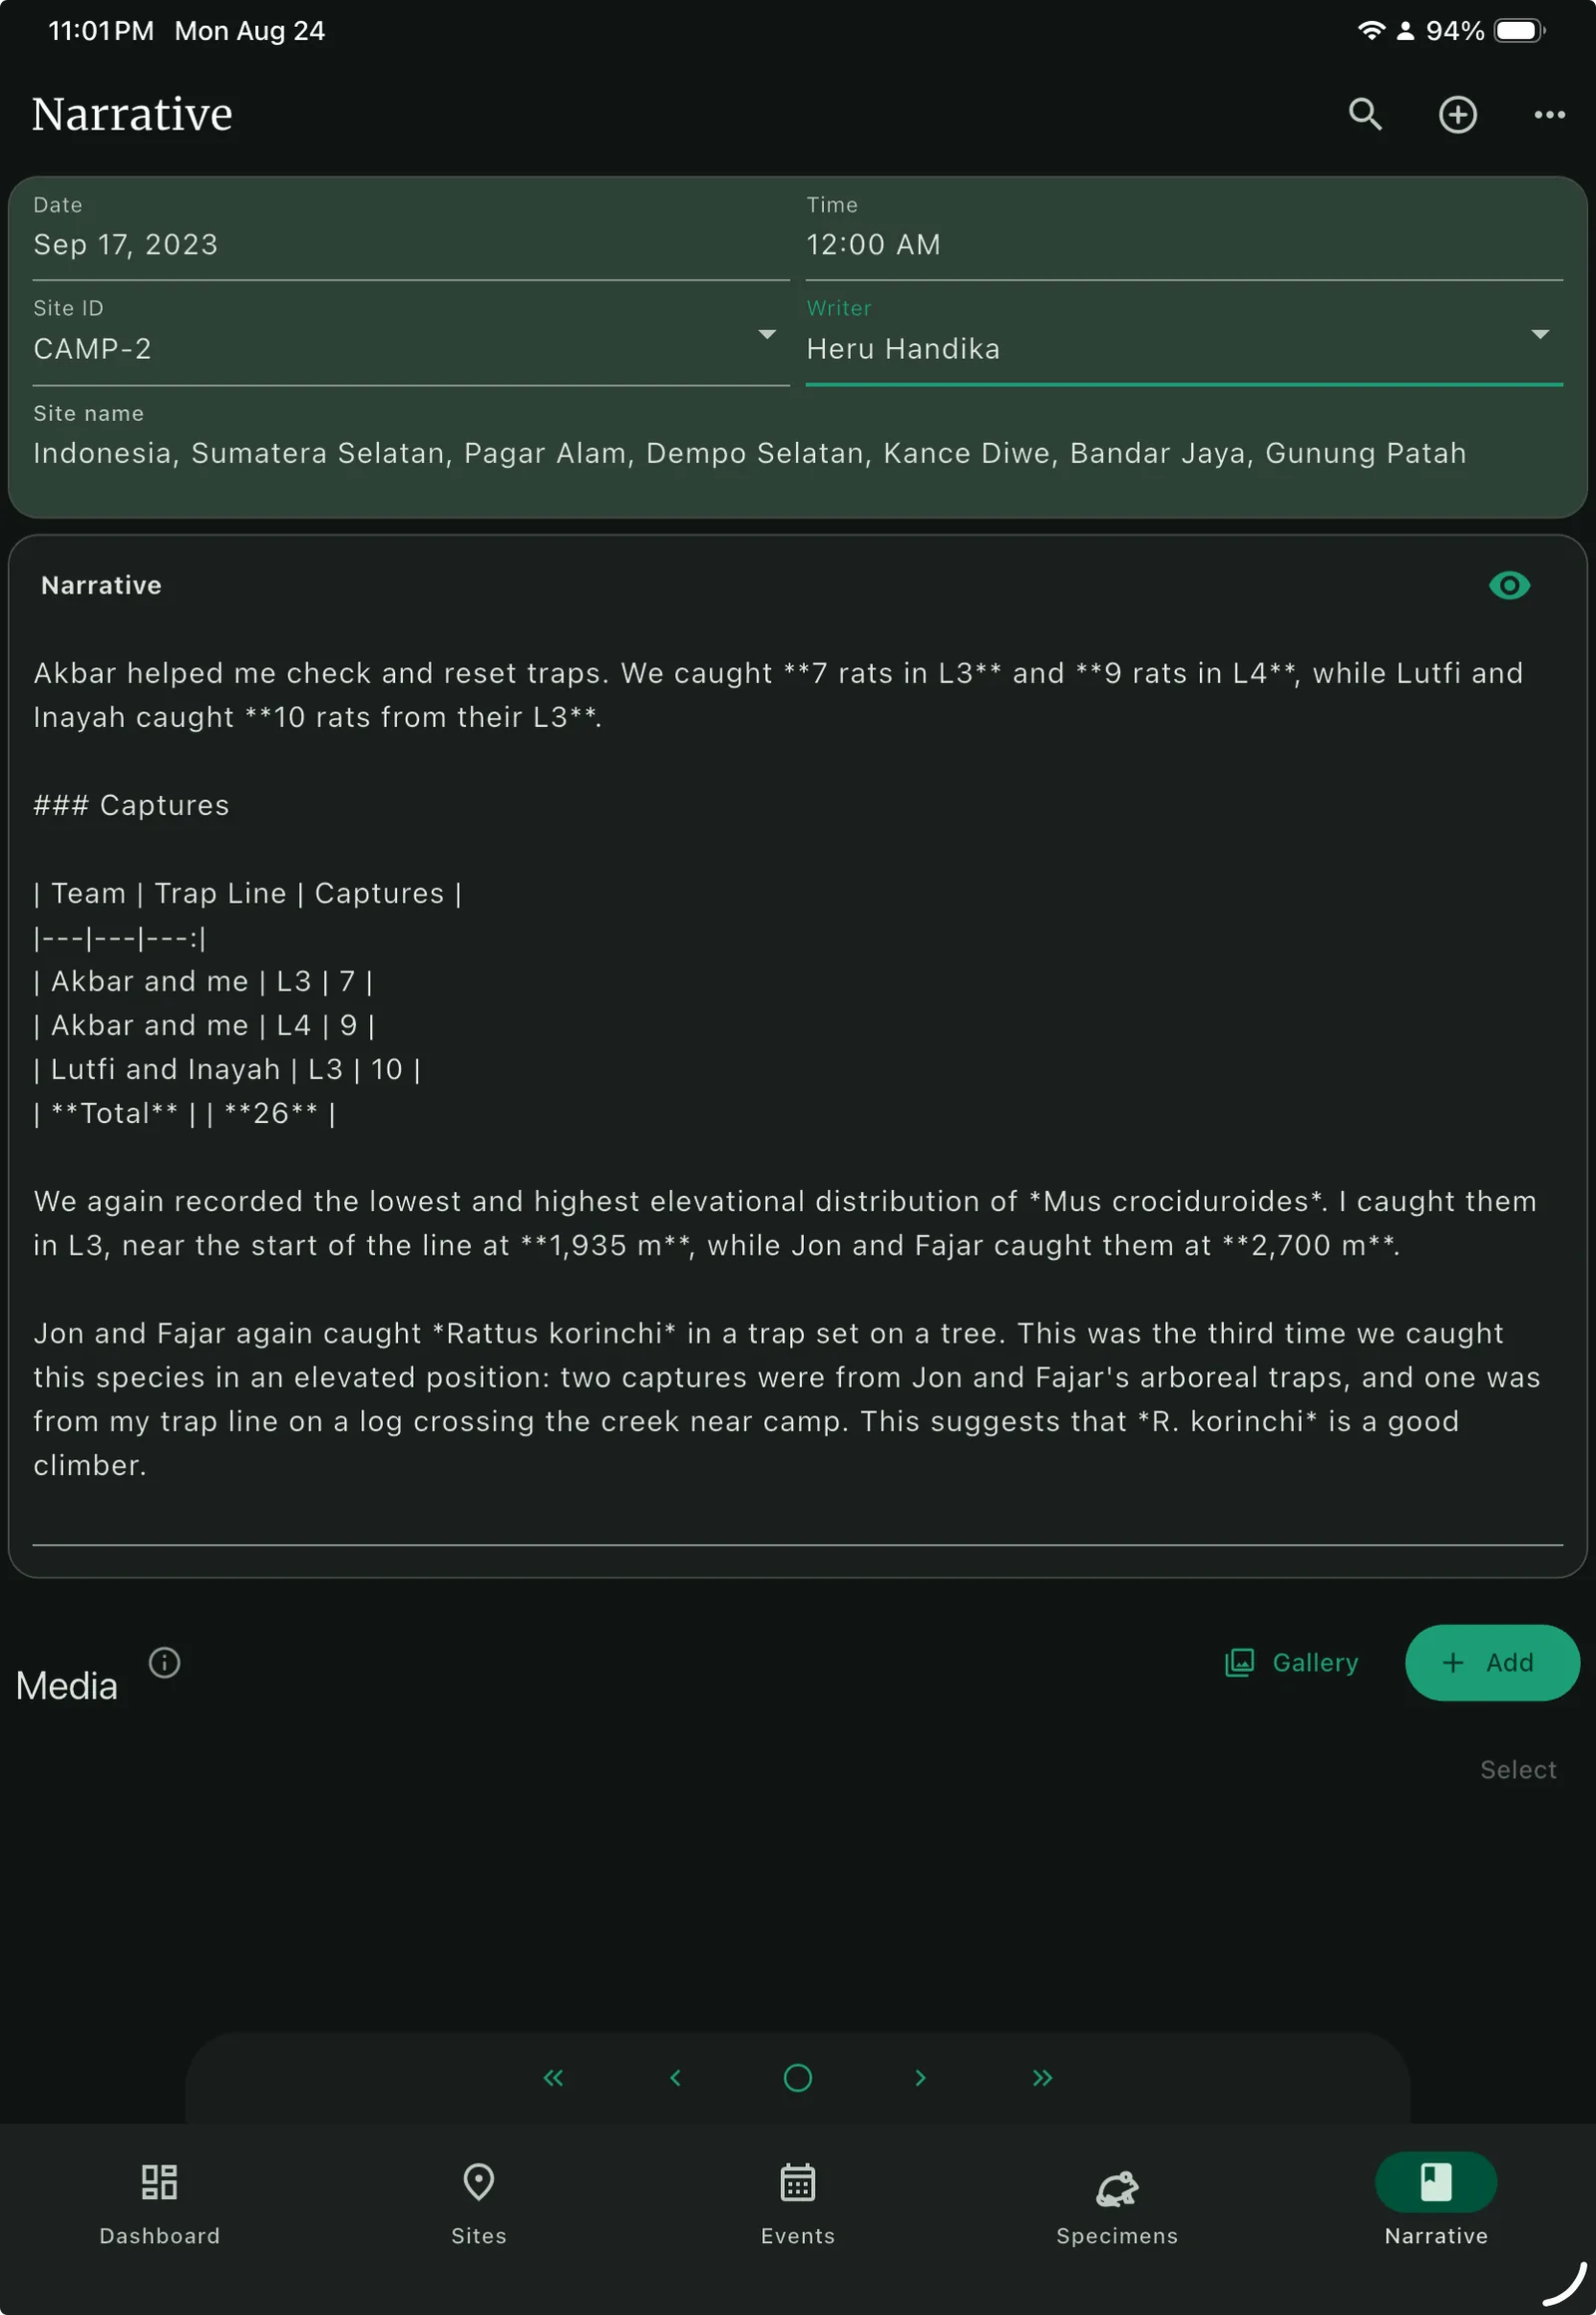 11:01 PM Mon Aug 24
94%
Narrative
Date
Sep 17, 2023
Time
12:00 AM
Site ID
CAMP-2
Writer
Heru Handika
Site name
Indonesia, Sumatera Selatan, Pagar Alam, Dempo Selatan, Kance Diwe, Bandar Jaya, Gunung Patah
Narrative
Akbar helped me check and reset traps. We caught **7 rats in L3** and **9 rats in L4**, while Lutfi and
Inayah caught **10 rats from their L3**.
### Captures
| Team | Trap Line | Captures |
|---|---|---:|
| Akbar and me | L3 | 7 |
| Akbar and me | L4 | 9 |
| Lutfi and Inayah | L3 | 10 |
| **Total** | | **26** |
We again recorded the lowest and highest elevational distribution of *Mus crociduroides*. I caught them
in L3, near the start of the line at **1,935 m**, while Jon and Fajar caught them at **2,700 m**.
Jon and Fajar again caught *Rattus korinchi* in a trap set on a tree. This was the third time we caught
this species in an elevated position: two captures were from Jon and Fajar's arboreal traps, and one was
from my trap line on a log crossing the creek near camp. This suggests that *R. korinchi* is a good
climber.
Media
Gallery
+ Add
Select
Dashboard
Sites
Events
Specimens
Narrative